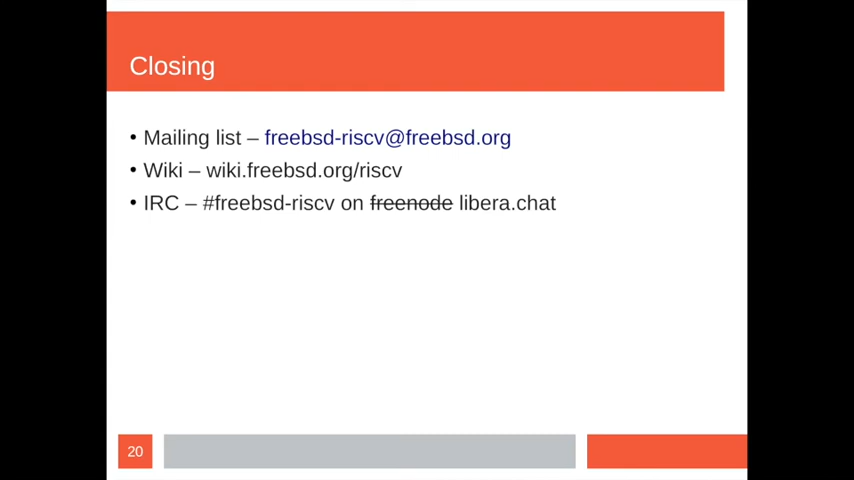 Closing
• Mailing list – freebsd-riscv@freebsd.org
• Wiki – wiki.freebsd.org/riscv
• IRC – #freebsd-riscv on freenode libera.chat
20